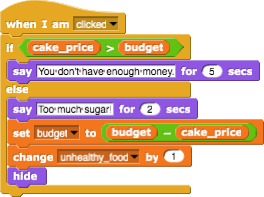 when I am clicked
if cake_price > budget
say You don't have enough money. for 5 secs
else
say Too much sugar! for 2 secs
set budget to budget − cake_price
change unhealthy_food by 1
hide